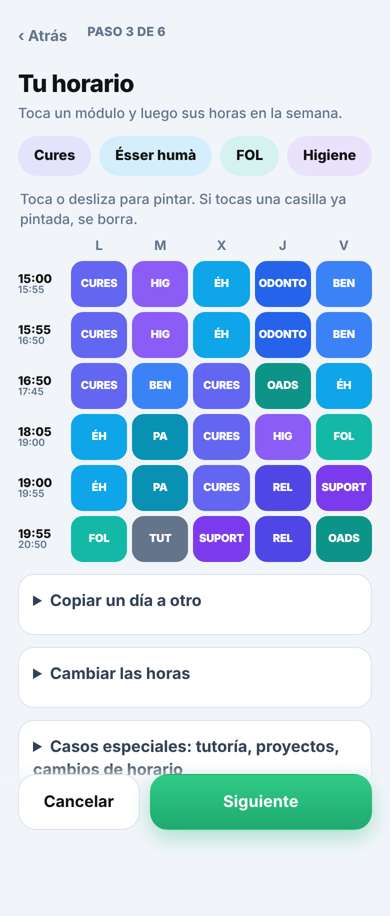 ‹ Atrás PASO 3 DE 6
Tu horario
Toca un módulo y luego sus horas en la semana.
Cures Ésser humà FOL Higiene
Toca o desliza para pintar. Si tocas una casilla ya
pintada, se borra.
L M X J V
15:00 CURES HIG ÉH ODONTO BEN
15:55
15:55 CURES HIG ÉH ODONTO BEN
16:50
16:50 CURES BEN CURES OADS ÉH
17:45
18:05 ÉH PA CURES HIG FOL
19:00
19:00 ÉH PA CURES REL SUPORT
19:55
19:55 FOL TUT SUPORT REL OADS
20:50
▶ Copiar un día a otro
▶ Cambiar las horas
▶ Casos especiales: tutoría, proyectos,
cambios de horario
Cancelar Siguiente